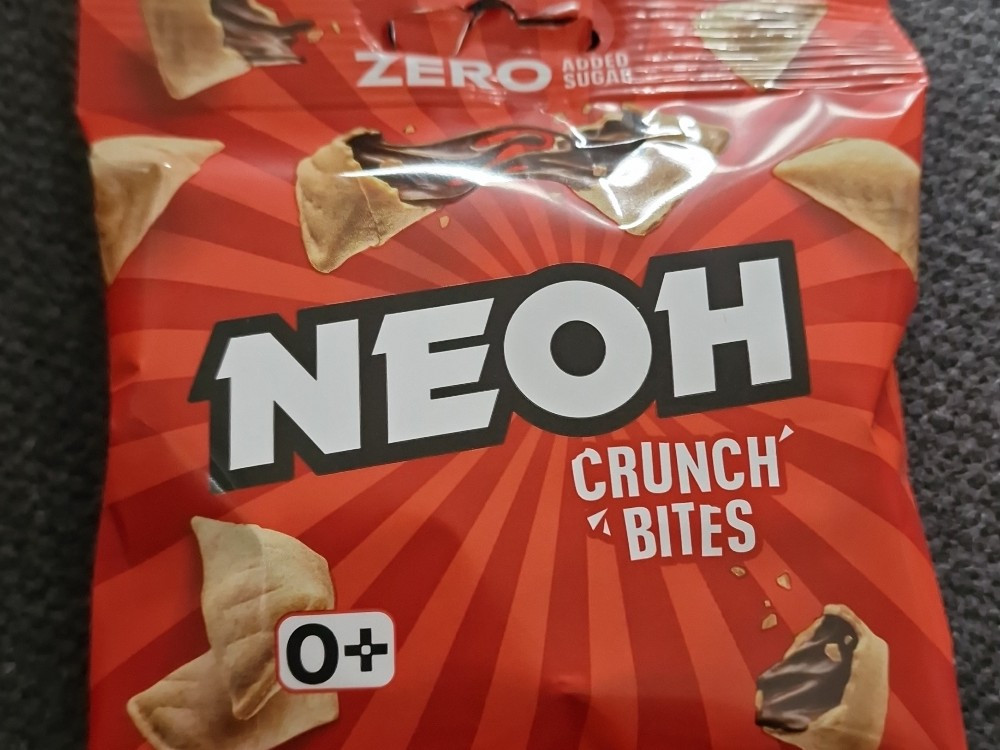 ZERO ADDED
SUGAR
NEOH
CRUNCH
BITES
0+